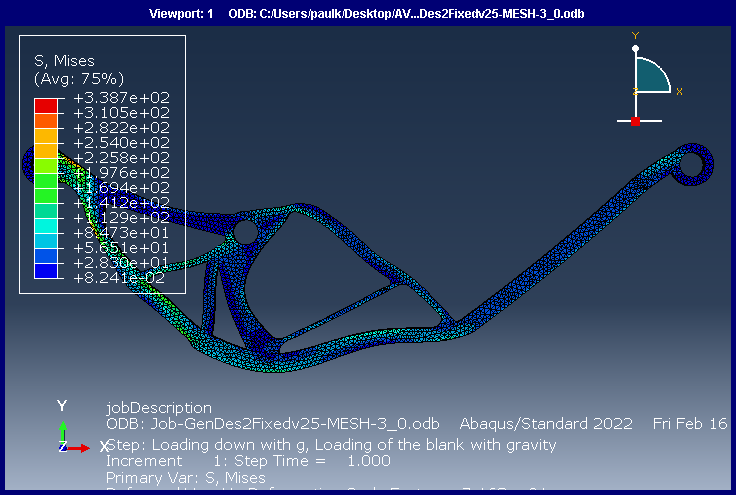 Viewport: 1 ODB: C:/Users/paulk/Desktop/AV...Des2Fixedv25-MESH-3_0.odb
S, Mises
(Avg: 75%)
+3.387e+02
+3.105e+02
+2.822e+02
+2.540e+02
+2.258e+02
+1.976e+02
+1.694e+02
+1.412e+02
+1.129e+02
+8.473e+01
+5.651e+01
+2.830e+01
+8.241e-02
Y
Z X
Y
Z X
jobDescription
ODB: Job-GenDes2Fixedv25-MESH-3_0.odb Abaqus/Standard 2022 Fri Feb 16
Step: Loading down with g, Loading of the blank with gravity
Increment 1: Step Time = 1.000
Primary Var: S, Mises